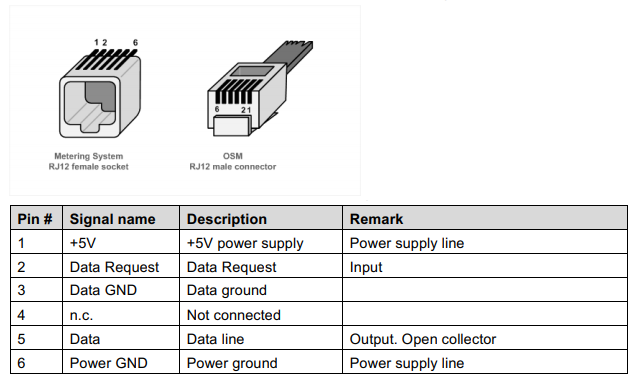 1 2 6
Metering System
RJ12 female socket
6 2 1
OSM
RJ12 male connector
Pin # Signal name Description Remark
1 +5V +5V power supply Power supply line
2 Data Request Data Request Input
3 Data GND Data ground
4 n.c. Not connected
5 Data Data line Output. Open collector
6 Power GND Power ground Power supply line